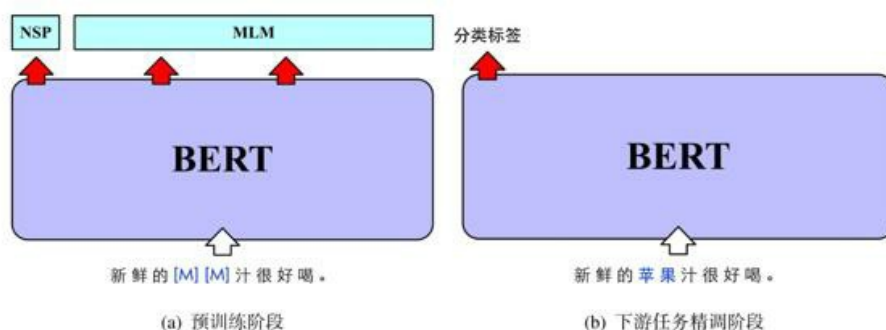 NSP MLM
BERT
新鲜的[M][M]汁很好喝。
(a) 预训练阶段
分类标签
BERT
新鲜的苹果汁很好喝。
(b) 下游任务精调阶段